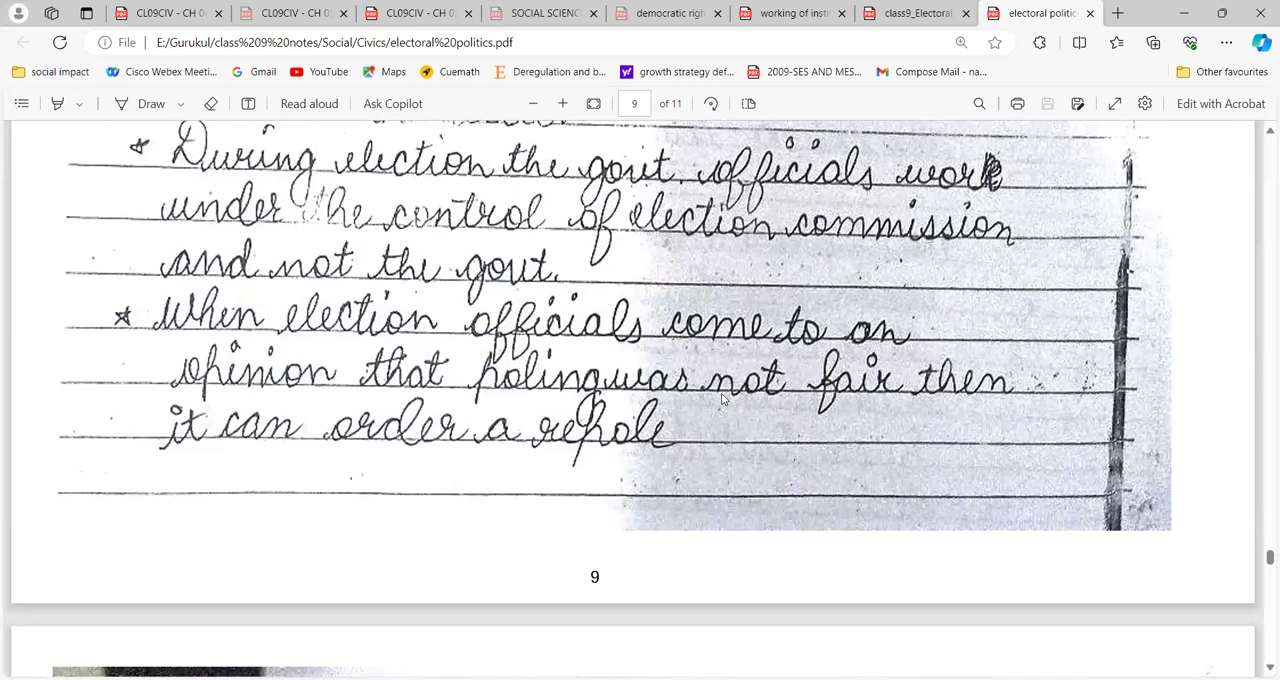 CL09CIV - CH 04
CL09CIV - CH 0
CL09CIV - CH 0
SOCIAL SCIENC
democratic righ
working of insti
class9_Electoral
electoral politic
File
E:/Gurukul/class%209%20notes/Social/Civics/electoral%20politics.pdf
social impact
Cisco Webex Meeti...
Gmail
YouTube
Maps
Cuemath
Deregulation and b...
growth strategy def...
2009-SES AND MES...
Compose Mail - na...
Other favourites
Draw
Read aloud
Ask Copilot
9 of 11
Edit with Acrobat
* During election the govt. officials work
under the control of election commission
and not the govt.
* When election officials come to an
opinion that poling was not fair then
it can order a repole
9